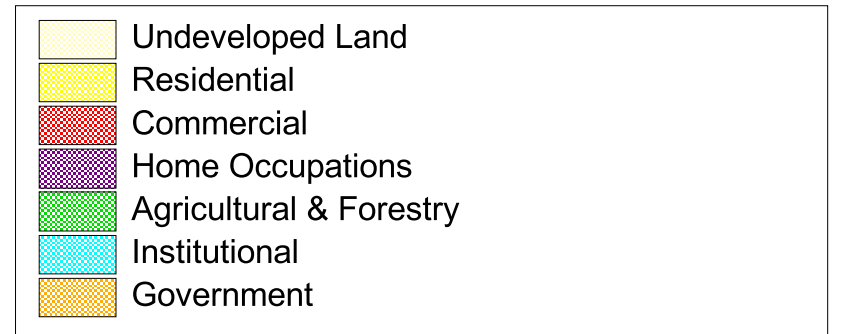 Undeveloped Land
Residential
Commercial
Home Occupations
Agricultural & Forestry
Institutional
Government